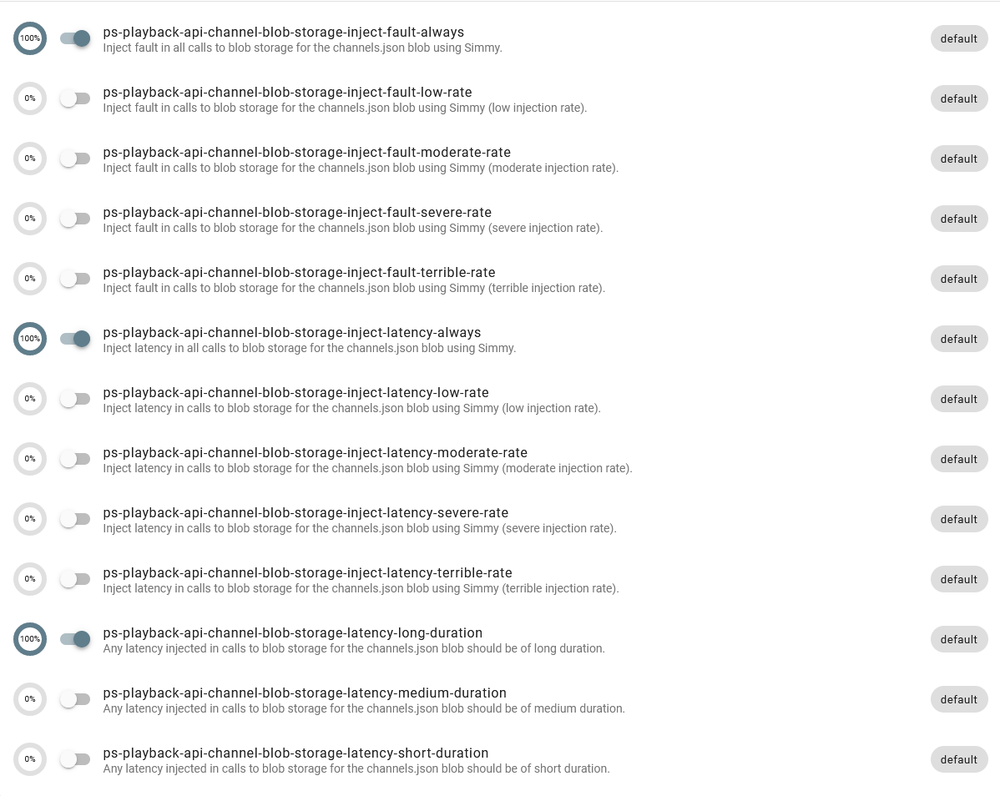 100%
ps-playback-api-channel-blob-storage-inject-fault-always
default
Inject fault in all calls to blob storage for the channels.json blob using Simmy.
0%
ps-playback-api-channel-blob-storage-inject-fault-low-rate
default
Inject fault in calls to blob storage for the channels.json blob using Simmy (low injection rate).
0%
ps-playback-api-channel-blob-storage-inject-fault-moderate-rate
default
Inject fault in calls to blob storage for the channels.json blob using Simmy (moderate injection rate).
0%
ps-playback-api-channel-blob-storage-inject-fault-severe-rate
default
Inject fault in calls to blob storage for the channels.json blob using Simmy (severe injection rate).
0%
ps-playback-api-channel-blob-storage-inject-fault-terrible-rate
default
Inject fault in calls to blob storage for the channels.json blob using Simmy (terrible injection rate).
100%
ps-playback-api-channel-blob-storage-inject-latency-always
default
Inject latency in all calls to blob storage for the channels.json blob using Simmy.
0%
ps-playback-api-channel-blob-storage-inject-latency-low-rate
default
Inject latency in calls to blob storage for the channels.json blob using Simmy (low injection rate).
0%
ps-playback-api-channel-blob-storage-inject-latency-moderate-rate
default
Inject latency in calls to blob storage for the channels.json blob using Simmy (moderate injection rate).
0%
ps-playback-api-channel-blob-storage-inject-latency-severe-rate
default
Inject latency in calls to blob storage for the channels.json blob using Simmy (severe injection rate).
0%
ps-playback-api-channel-blob-storage-inject-latency-terrible-rate
default
Inject latency in calls to blob storage for the channels.json blob using Simmy (terrible injection rate).
100%
ps-playback-api-channel-blob-storage-latency-long-duration
default
Any latency injected in calls to blob storage for the channels.json blob should be of long duration.
0%
ps-playback-api-channel-blob-storage-latency-medium-duration
default
Any latency injected in calls to blob storage for the channels.json blob should be of medium duration.
0%
ps-playback-api-channel-blob-storage-latency-short-duration
default
Any latency injected in calls to blob storage for the channels.json blob should be of short duration.